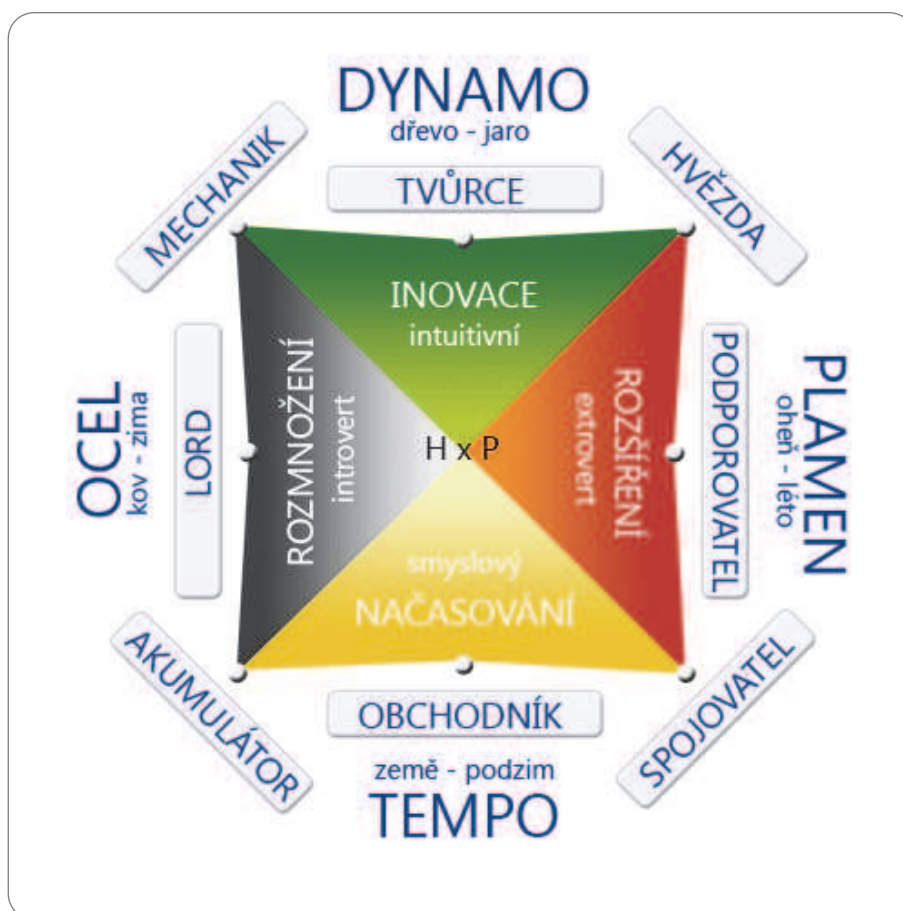 DYNAMO
dřevo - jaro
MECHANIK
TVŮRCE
HVĚZDA
INOVACE
intuitivní
OCEL
kov - zima
LORD
ROZMNOŽENÍ
introvert
H x P
ROZŠÍŘENÍ
extrovert
PODPOROVATEL
PLAMEN
oheň - léto
smyslový
NAČASOVÁNÍ
AKUMULÁTOR
OBCHODNÍK
SPOJOVATEL
země - podzim
TEMPO